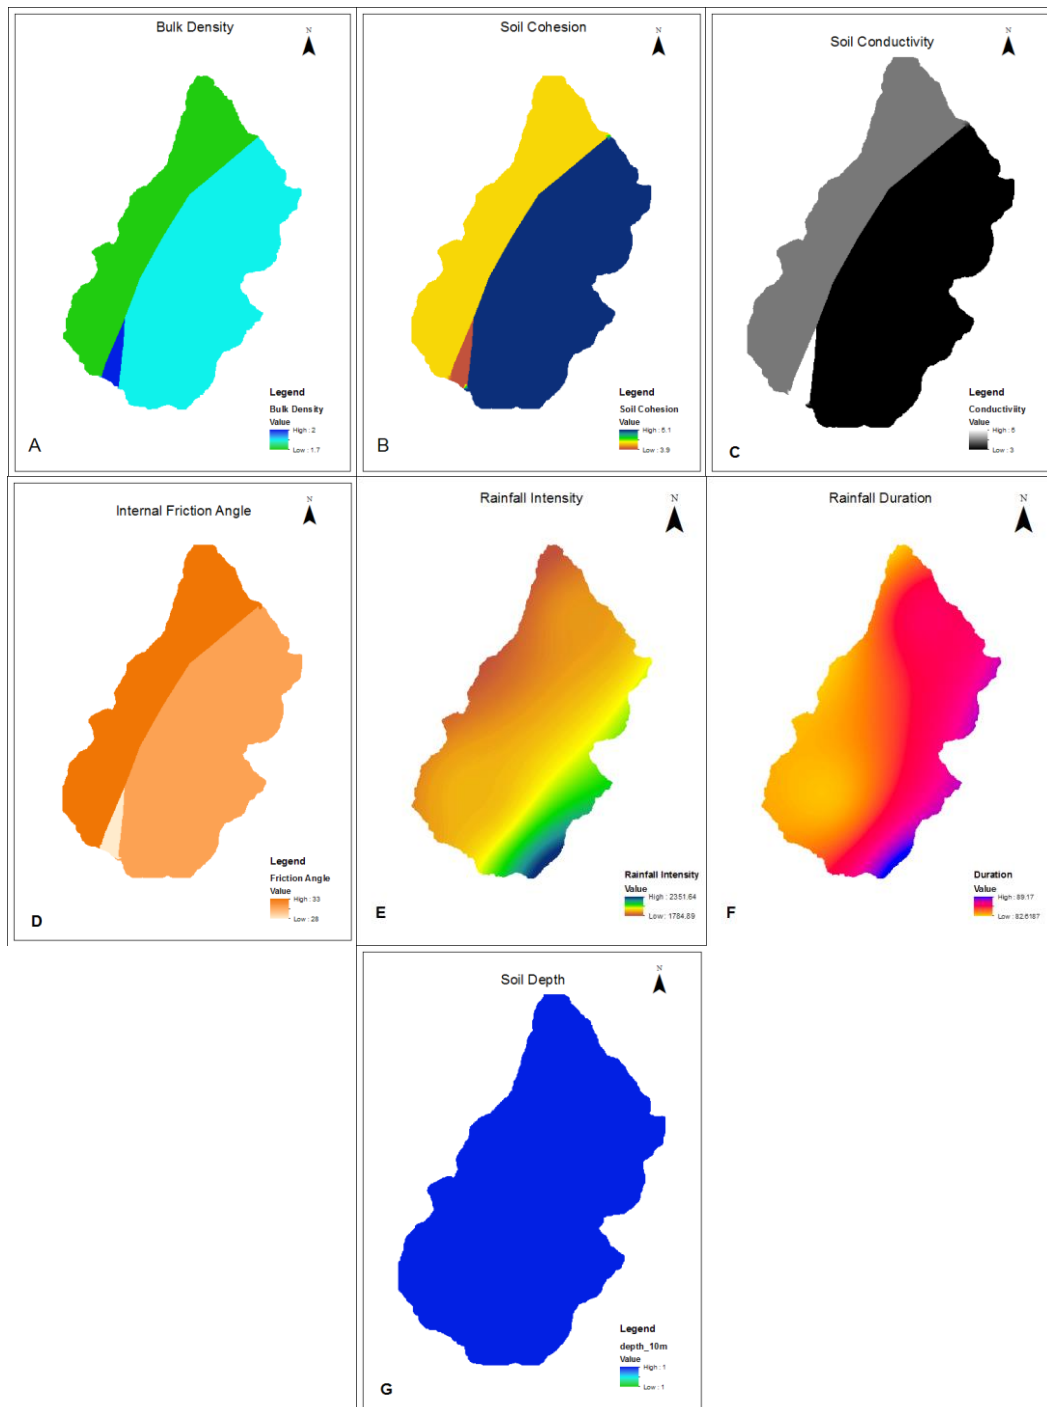 Bulk Density
N
Legend
Bulk Density
Value
High : 2
Low : 1.7
A
Soil Cohesion
N
Legend
Soil Cohesion
Value
High : 5.1
Low : 3.9
B
Soil Conductivity
N
Legend
Conductivity
Value
High : 5
Low : 3
C
Internal Friction Angle
N
Legend
Friction Angle
Value
High : 33
Low : 28
D
Rainfall Intensity
N
Rainfall Intensity
Value
High : 2351.64
Low : 1784.89
E
Rainfall Duration
N
Duration
Value
High : 89.17
Low : 82.6187
F
Soil Depth
N
Legend
depth_10m
Value
High : 1
Low : 1
G